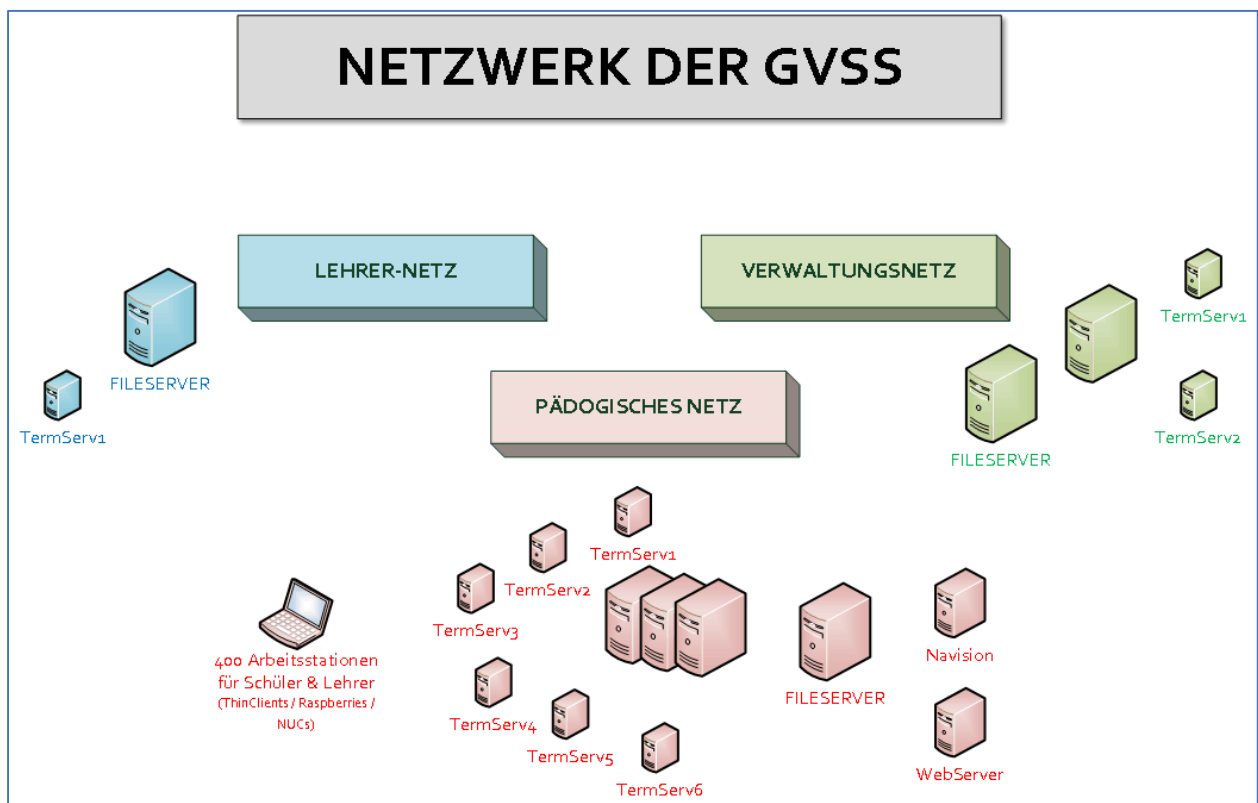 NETZWERK DER GVSS
LEHRER-NETZ
VERWALTUNGSNETZ
TermServ1
FILESERVER
TermServ1
PÄDOGISCHES NETZ
TermServ2
FILESERVER
TermServ1
TermServ2
TermServ3
400 Arbeitsstationen
für Schüler & Lehrer
(ThinClients / Raspberries /
NUCs)
TermServ4
TermServ5
TermServ6
FILESERVER
Navision
WebServer